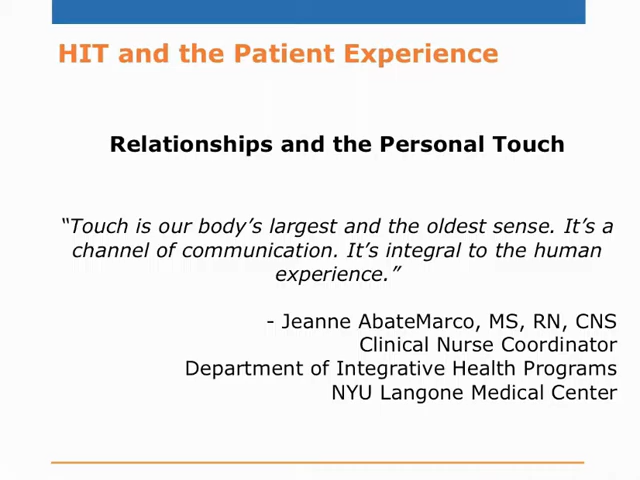 HIT and the Patient Experience
Relationships and the Personal Touch
“Touch is our body’s largest and the oldest sense. It’s a
channel of communication. It’s integral to the human
experience.”
- Jeanne AbateMarco, MS, RN, CNS
Clinical Nurse Coordinator
Department of Integrative Health Programs
NYU Langone Medical Center